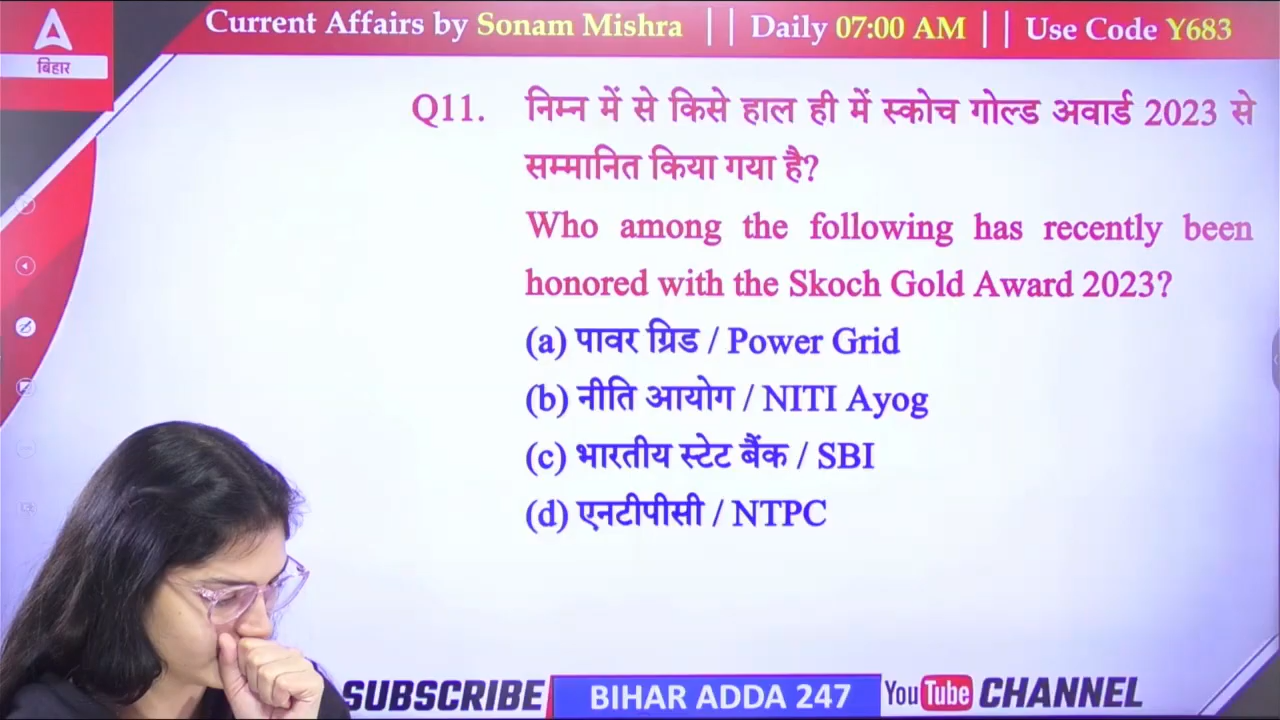 Current Affairs by Sonam Mishra || Daily 07:00 AM || Use Code Y683
बिहार
Q11. निम्न में से किसे हाल ही में स्कोच गोल्ड अवार्ड 2023 से
सम्मानित किया गया है?
Who among the following has recently been
honored with the Skoch Gold Award 2023?
(a) पावर ग्रिड / Power Grid
(b) नीति आयोग / NITI Ayog
(c) भारतीय स्टेट बैंक / SBI
(d) एनटीपीसी / NTPC
SUBSCRIBE BIHAR ADDA 247 YouTube CHANNEL